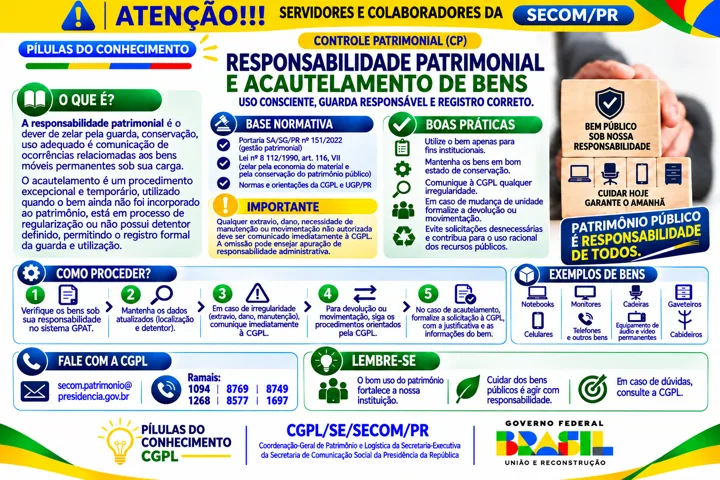 ATENÇÃO!!! SERVIDORES E COLABORADORES DA SECOM/PR
PÍLULAS DO CONHECIMENTO
CONTROLE PATRIMONIAL (CP)
RESPONSABILIDADE PATRIMONIAL
E ACAUTELAMENTO DE BENS
USO CONSCIENTE, GUARDA RESPONSÁVEL E REGISTRO CORRETO.
O QUE É?
A responsabilidade patrimonial é o
dever de zelar pela guarda, conservação,
uso adequado é comunicação de
ocorrências relacionadas aos bens
móveis permanentes sob sua carga.
O acautelamento é um procedimento
excepcional e temporário, utilizado
quando o bem ainda não foi incorporado
ao patrimônio, está em processo de
regularização ou não possui detentor
definido, permitindo o registro formal
da guarda e utilização.
BASE NORMATIVA
Portaria SA/SG/PR nº 151/2022
(gestão patrimonial)
Lei nº 8 112/1990, art. 116, VII
(zelar pela economia do material e
pela conservação do patrimônio público)
Normas e orientações da CGPL e UGP/PR
IMPORTANTE
Qualquer extravio, dano, necessidade de
manutenção ou movimentação não autorizada
deve ser comunicado imediatamente à CGPL.
A omissão pode ensejar apuração de
responsabilidade administrativa.
BOAS PRÁTICAS
Utilize o bem apenas para
fins institucionais.
Mantenha os bens em bom
estado de conservação.
Comunique à CGPL qualquer
irregularidade.
Em caso de mudança de unidade
formalize a devolução ou
movimentação.
Evite solicitações desnecessárias
e contribua para o uso racional
dos recursos públicos.
BEM PÚBLICO
SOB NOSSA
RESPONSABILIDADE
CUIDAR HOJE
GARANTE O AMANHÃ
PATRIMÔNIO PÚBLICO
É RESPONSABILIDADE
DE TODOS.
COMO PROCEDER?
1
Verifique os bens sob
sua responsabilidade
no sistema GPAT.
2
Mantenha os dados
atualizados (localização
e detentor).
3
Em caso de irregularidade
(extravio, dano, manutenção),
comunique imediatamente
à CGPL.
4
Para devolução ou
movimentação, siga os
procedimentos orientados
pela CGPL.
5
No caso de acautelamento,
formalize a solicitação à CGPL,
com a justificativa e as
informações do bem.
EXEMPLOS DE BENS
Notebooks
Monitores
Cadeiras
Gaveteiros
Celulares
Telefones
e outros bens
Equipamento de
áudio e vídeo
permanentes
Cabideiros
FALE COM A CGPL
secom.patrimonio@
presidencia.gov.br
Ramais:
1094 | 8769 | 8749
1268 | 8577 | 1697
LEMBRE-SE
O bom uso do patrimônio
fortalece a nossa
instituição.
Cuidar dos bens
públicos é agir com
responsabilidade.
Em caso de dúvidas,
consulte a CGPL.
PÍLULAS DO
CONHECIMENTO
CGPL
CGPL/SE/SECOM/PR
Coordenação-Geral de Patrimônio e Logística da Secretaria-Executiva
da Secretaria de Comunicação Social da Presidência da República
GOVERNO FEDERAL
BRASIL
UNIÃO E RECONSTRUÇÃO